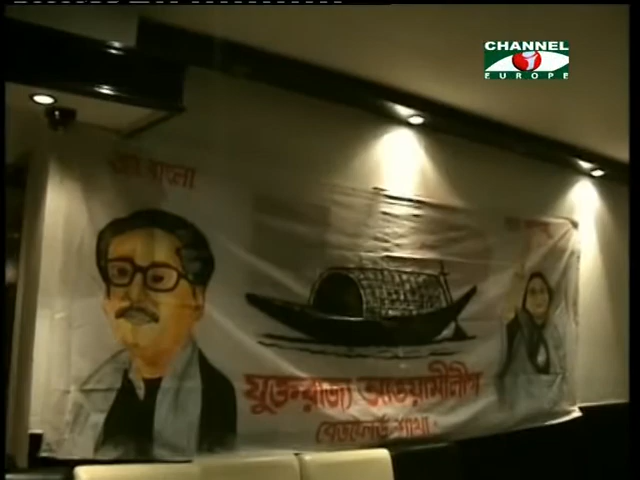 CHANNEL
i
EUROPE
জয় বাংলা
যুক্তরাজ্য আওয়ামীলীগ
বেডফোর্ড শাখা